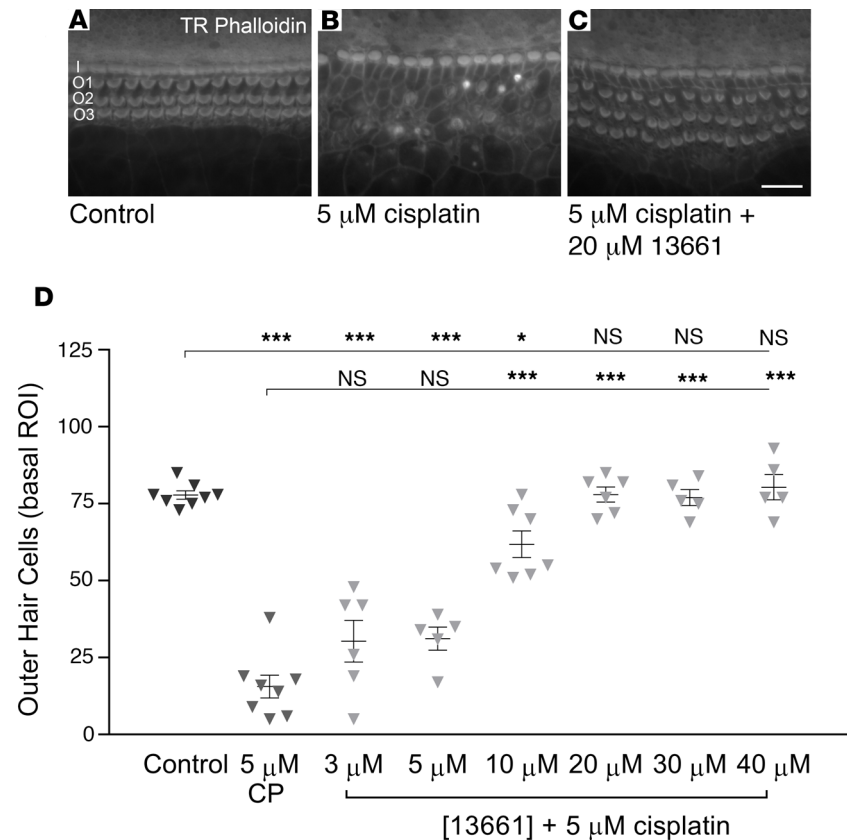 A
TR Phalloidin
I
O1
O2
O3
Control
B
5 μM cisplatin
C
5 μM cisplatin +
20 μM 13661
D
*** *** *** * NS NS NS
NS NS *** *** *** ***
Outer Hair Cells (basal ROI)
125
100
75
50
25
0
Control 5 μM 3 μM 5 μM 10 μM 20 μM 30 μM 40 μM
CP
[13661] + 5 μM cisplatin